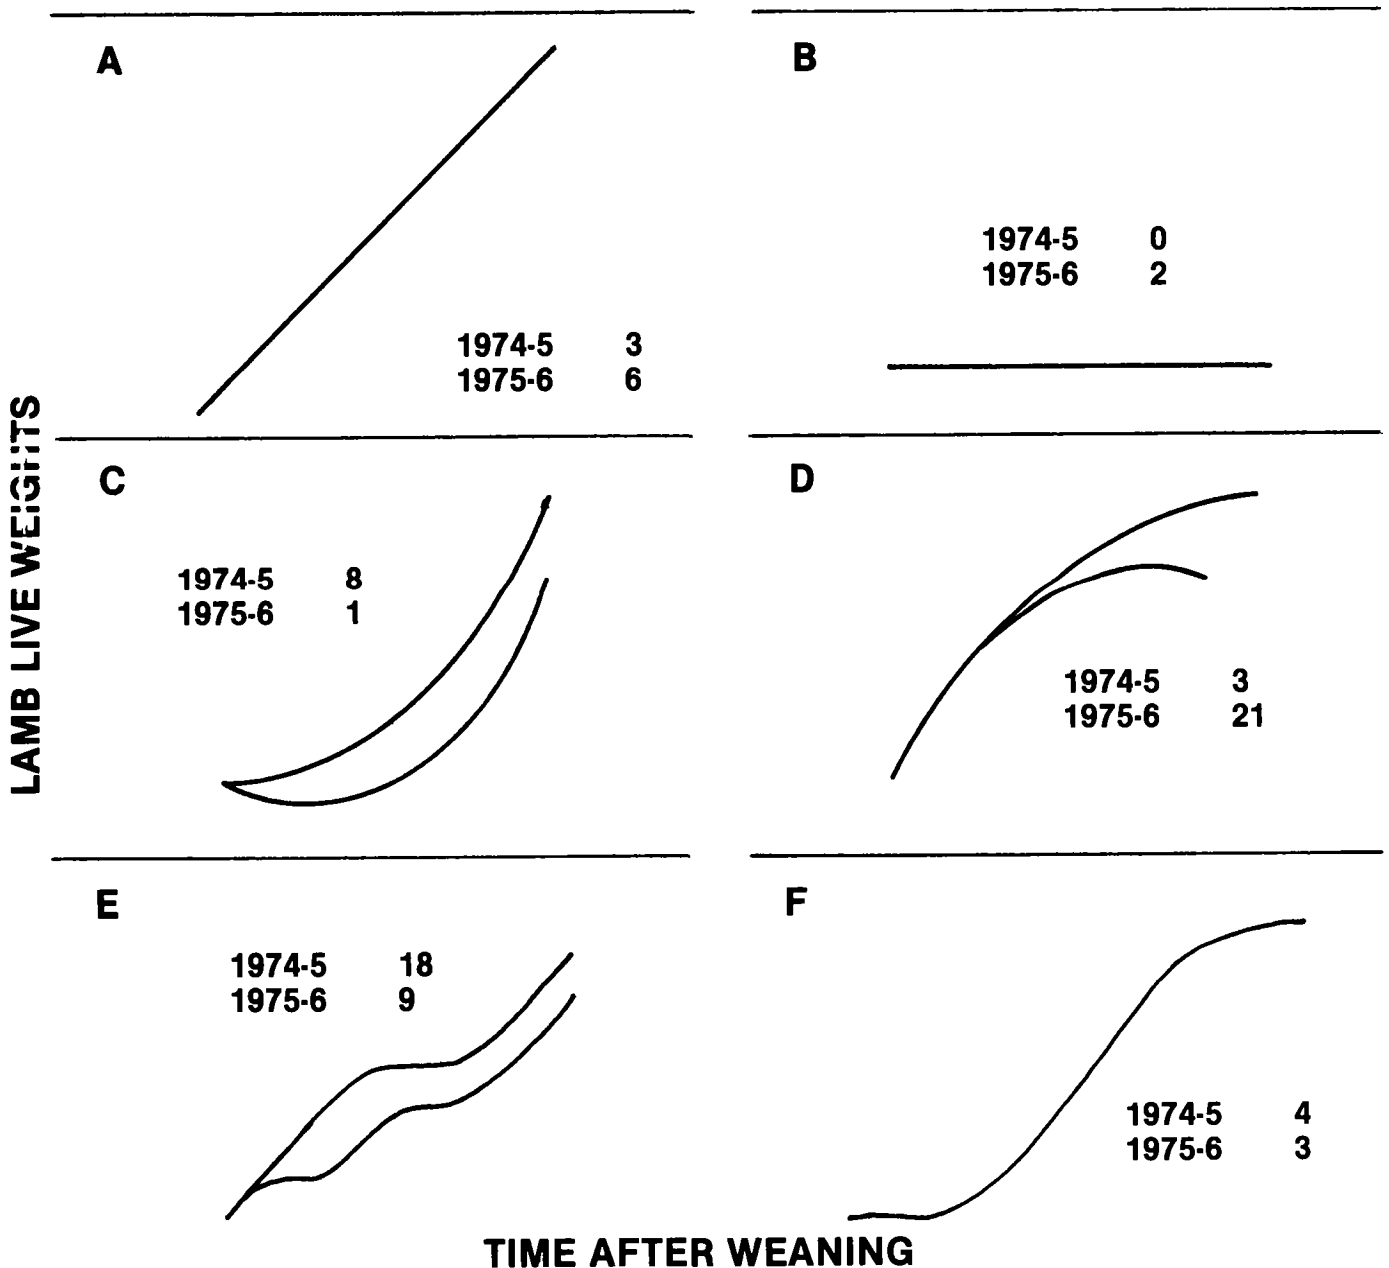 A
1974-5 3
1975-6 6
B
1974-5 0
1975-6 2
C
1974-5 8
1975-6 1
D
1974-5 3
1975-6 21
E
1974-5 18
1975-6 9
F
1974-5 4
1975-6 3
LAMB LIVE WEIGHTS
TIME AFTER WEANING